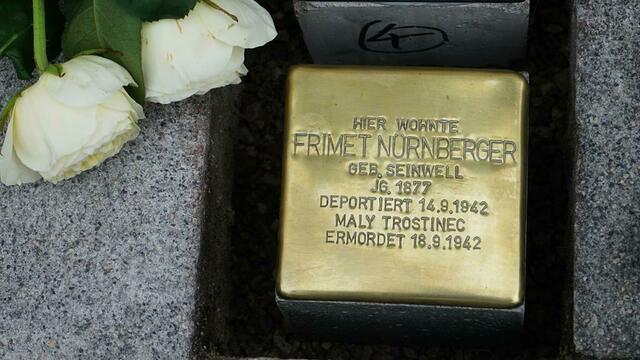 HIER WOHNTE
FRIMET NÜRNBERGER
GEB. SEINWELL
JG. 1877
DEPORTIERT 14.9.1942
MALY TROSTINEC
ERMORDET 18.9.1942